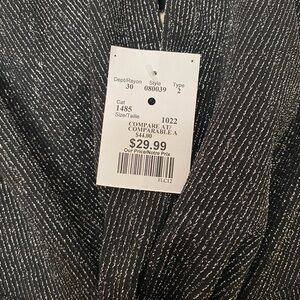 Dept/Rayon Style Type
30 080039 2
Cat
1485 1022
Size/Taille
COMPARE AT/
COMPARABLE A
$44.00
$29.99
Our Price/Notre Prix